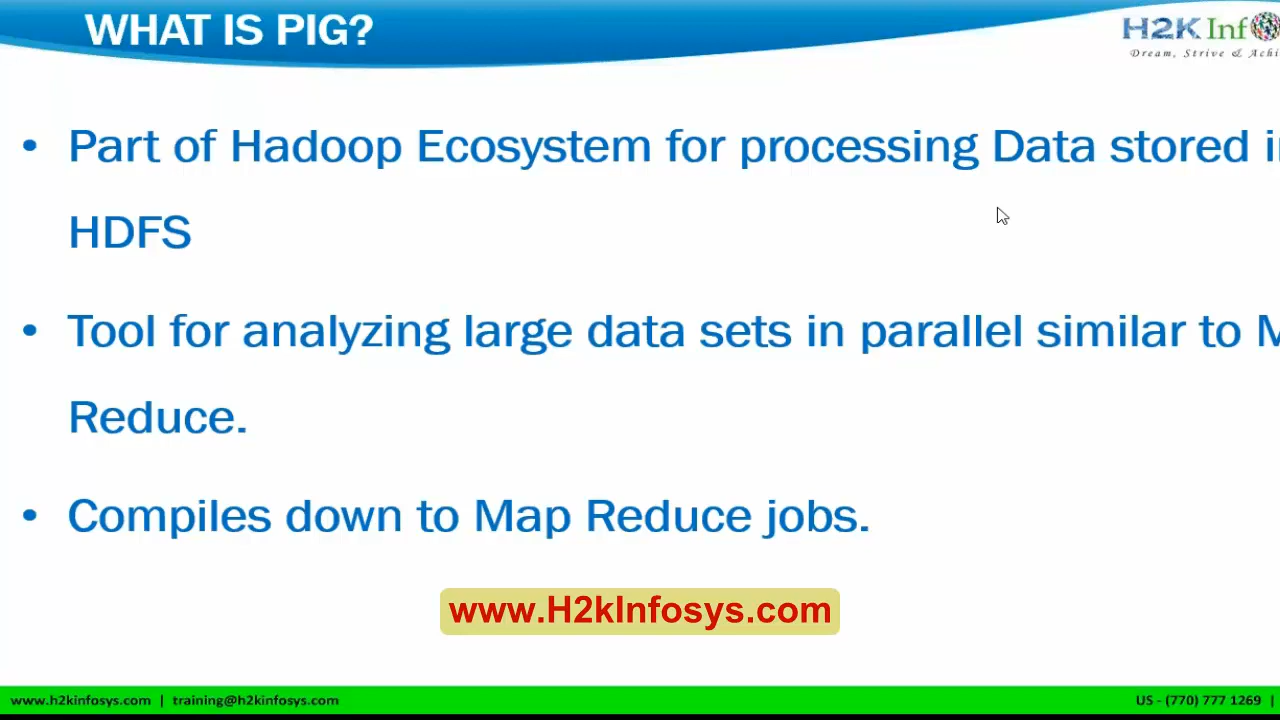 WHAT IS PIG?
H2K Inf
Dream, Strive & Achi
• Part of Hadoop Ecosystem for processing Data stored i
HDFS
• Tool for analyzing large data sets in parallel similar to M
Reduce.
• Compiles down to Map Reduce jobs.
www.H2kInfosys.com
www.h2kinfosys.com | training@h2kinfosys.com
US - (770) 777 1269 |